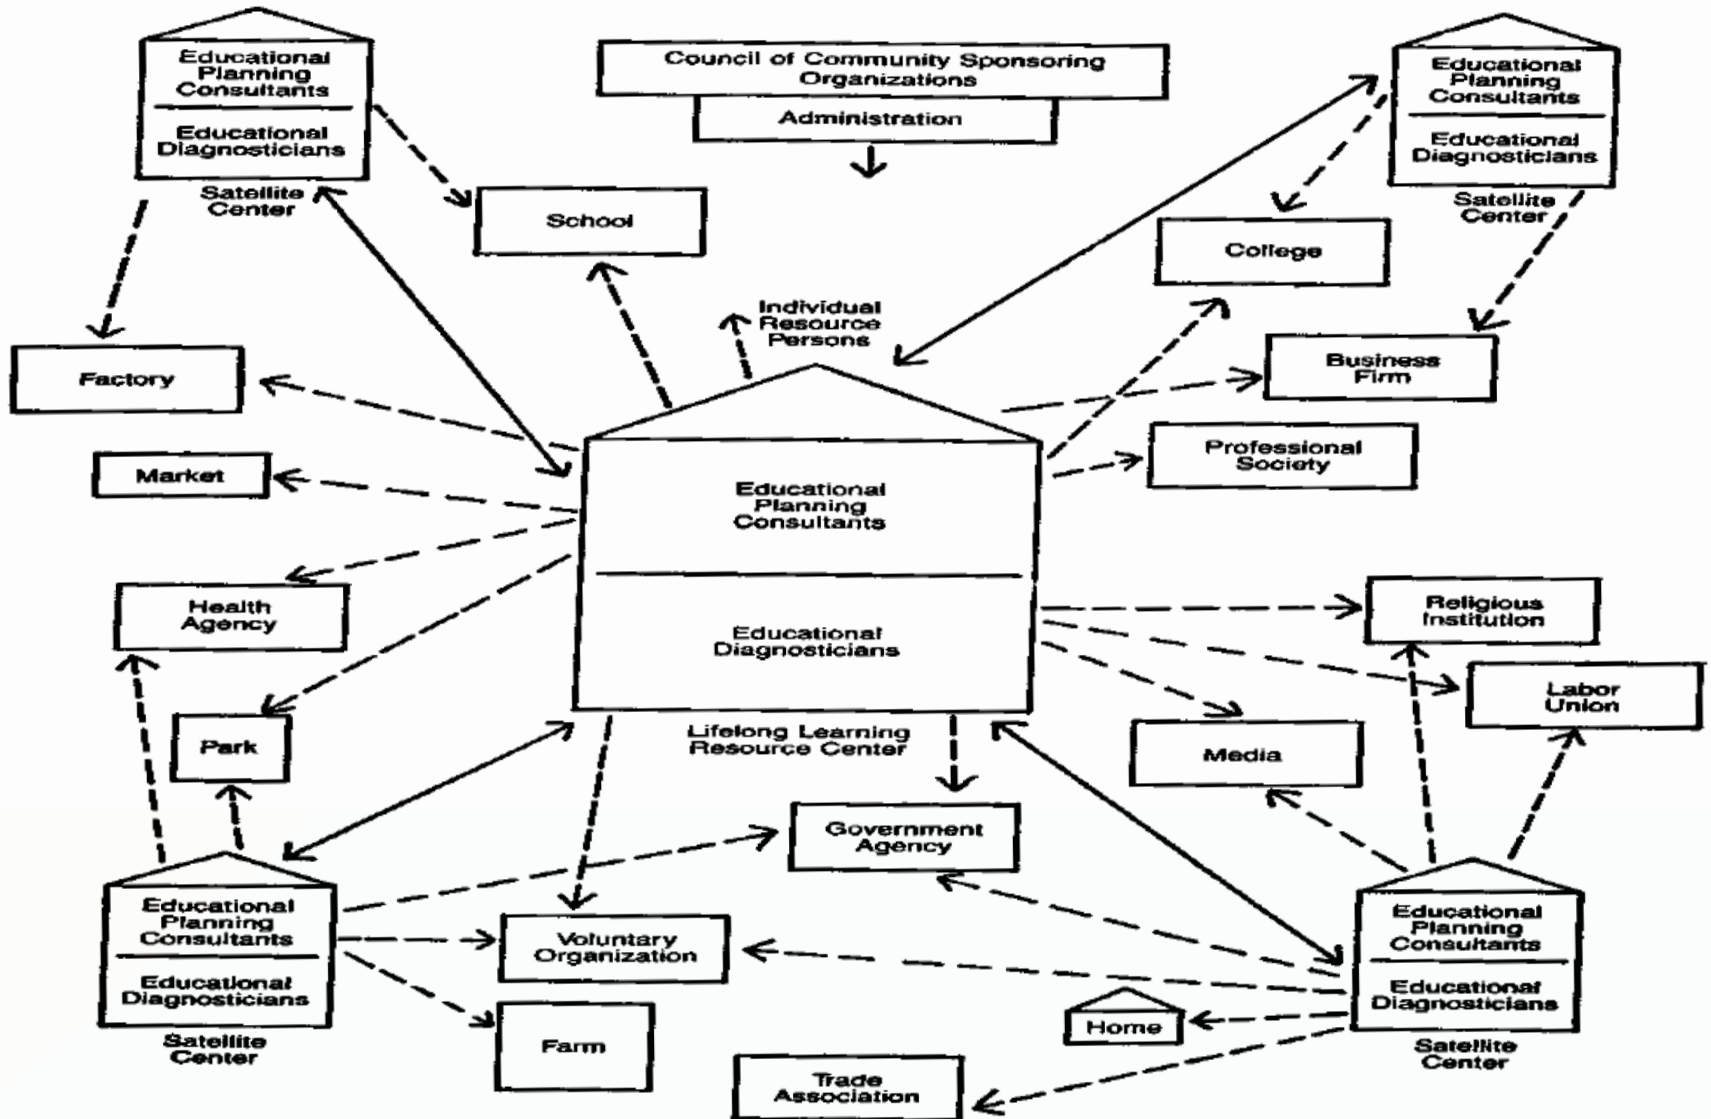 Educational
Planning
Consultants
Educational
Diagnosticians
Satellite
Center
Council of Community Sponsoring
Organizations
Administration
Educational
Planning
Consultants
Educational
Diagnosticians
Satellite
Center
School
College
Individual
Resource
Persons
Factory
Business
Firm
Market
Professional
Society
Educational
Planning
Consultants
Educational
Diagnosticians
Lifelong Learning
Resource Center
Health
Agency
Religious
Institution
Labor
Union
Park
Media
Government
Agency
Educational
Planning
Consultants
Educational
Diagnosticians
Satellite
Center
Voluntary
Organization
Farm
Home
Trade
Association
Educational
Planning
Consultants
Educational
Diagnosticians
Satellite
Center